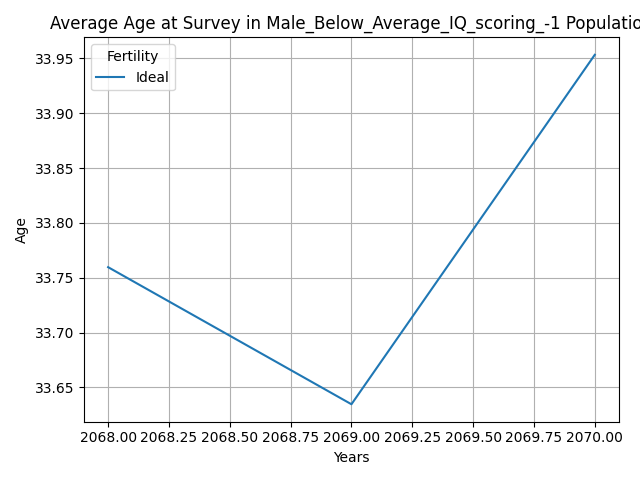 Average Age at Survey in Male_Below_Average_IQ_scoring_-1 Populatio
33.95
33.90
33.85
33.80
33.75
33.70
33.65
Age
Fertility
Ideal
2068.00 2068.25 2068.50 2068.75 2069.00 2069.25 2069.50 2069.75 2070.00
Years